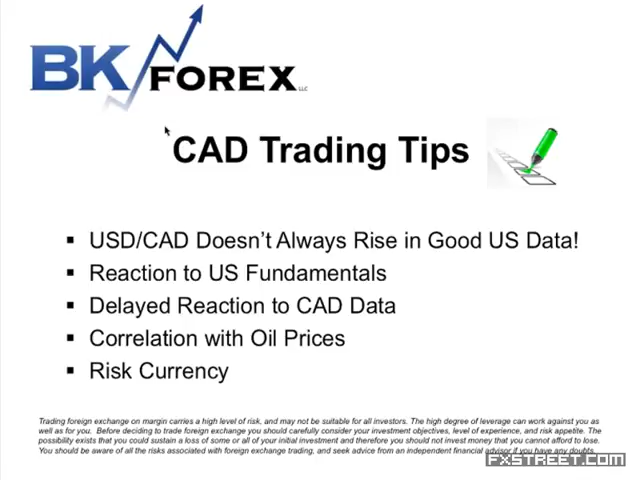 BK FOREX LLC
CAD Trading Tips
▪ USD/CAD Doesn't Always Rise in Good US Data!
▪ Reaction to US Fundamentals
▪ Delayed Reaction to CAD Data
▪ Correlation with Oil Prices
▪ Risk Currency
Trading foreign exchange on margin carries a high level of risk, and may not be suitable for all investors. The high degree of leverage can work against you as
well as for you. Before deciding to trade foreign exchange you should carefully consider your investment objectives, level of experience, and risk appetite. The
possibility exists that you could sustain a loss of some or all of your initial investment and therefore you should not invest money that you cannot afford to lose.
You should be aware of all the risks associated with foreign exchange trading, and seek advice from an independent financial advisor if you have any doubts.
FXSTREET.COM